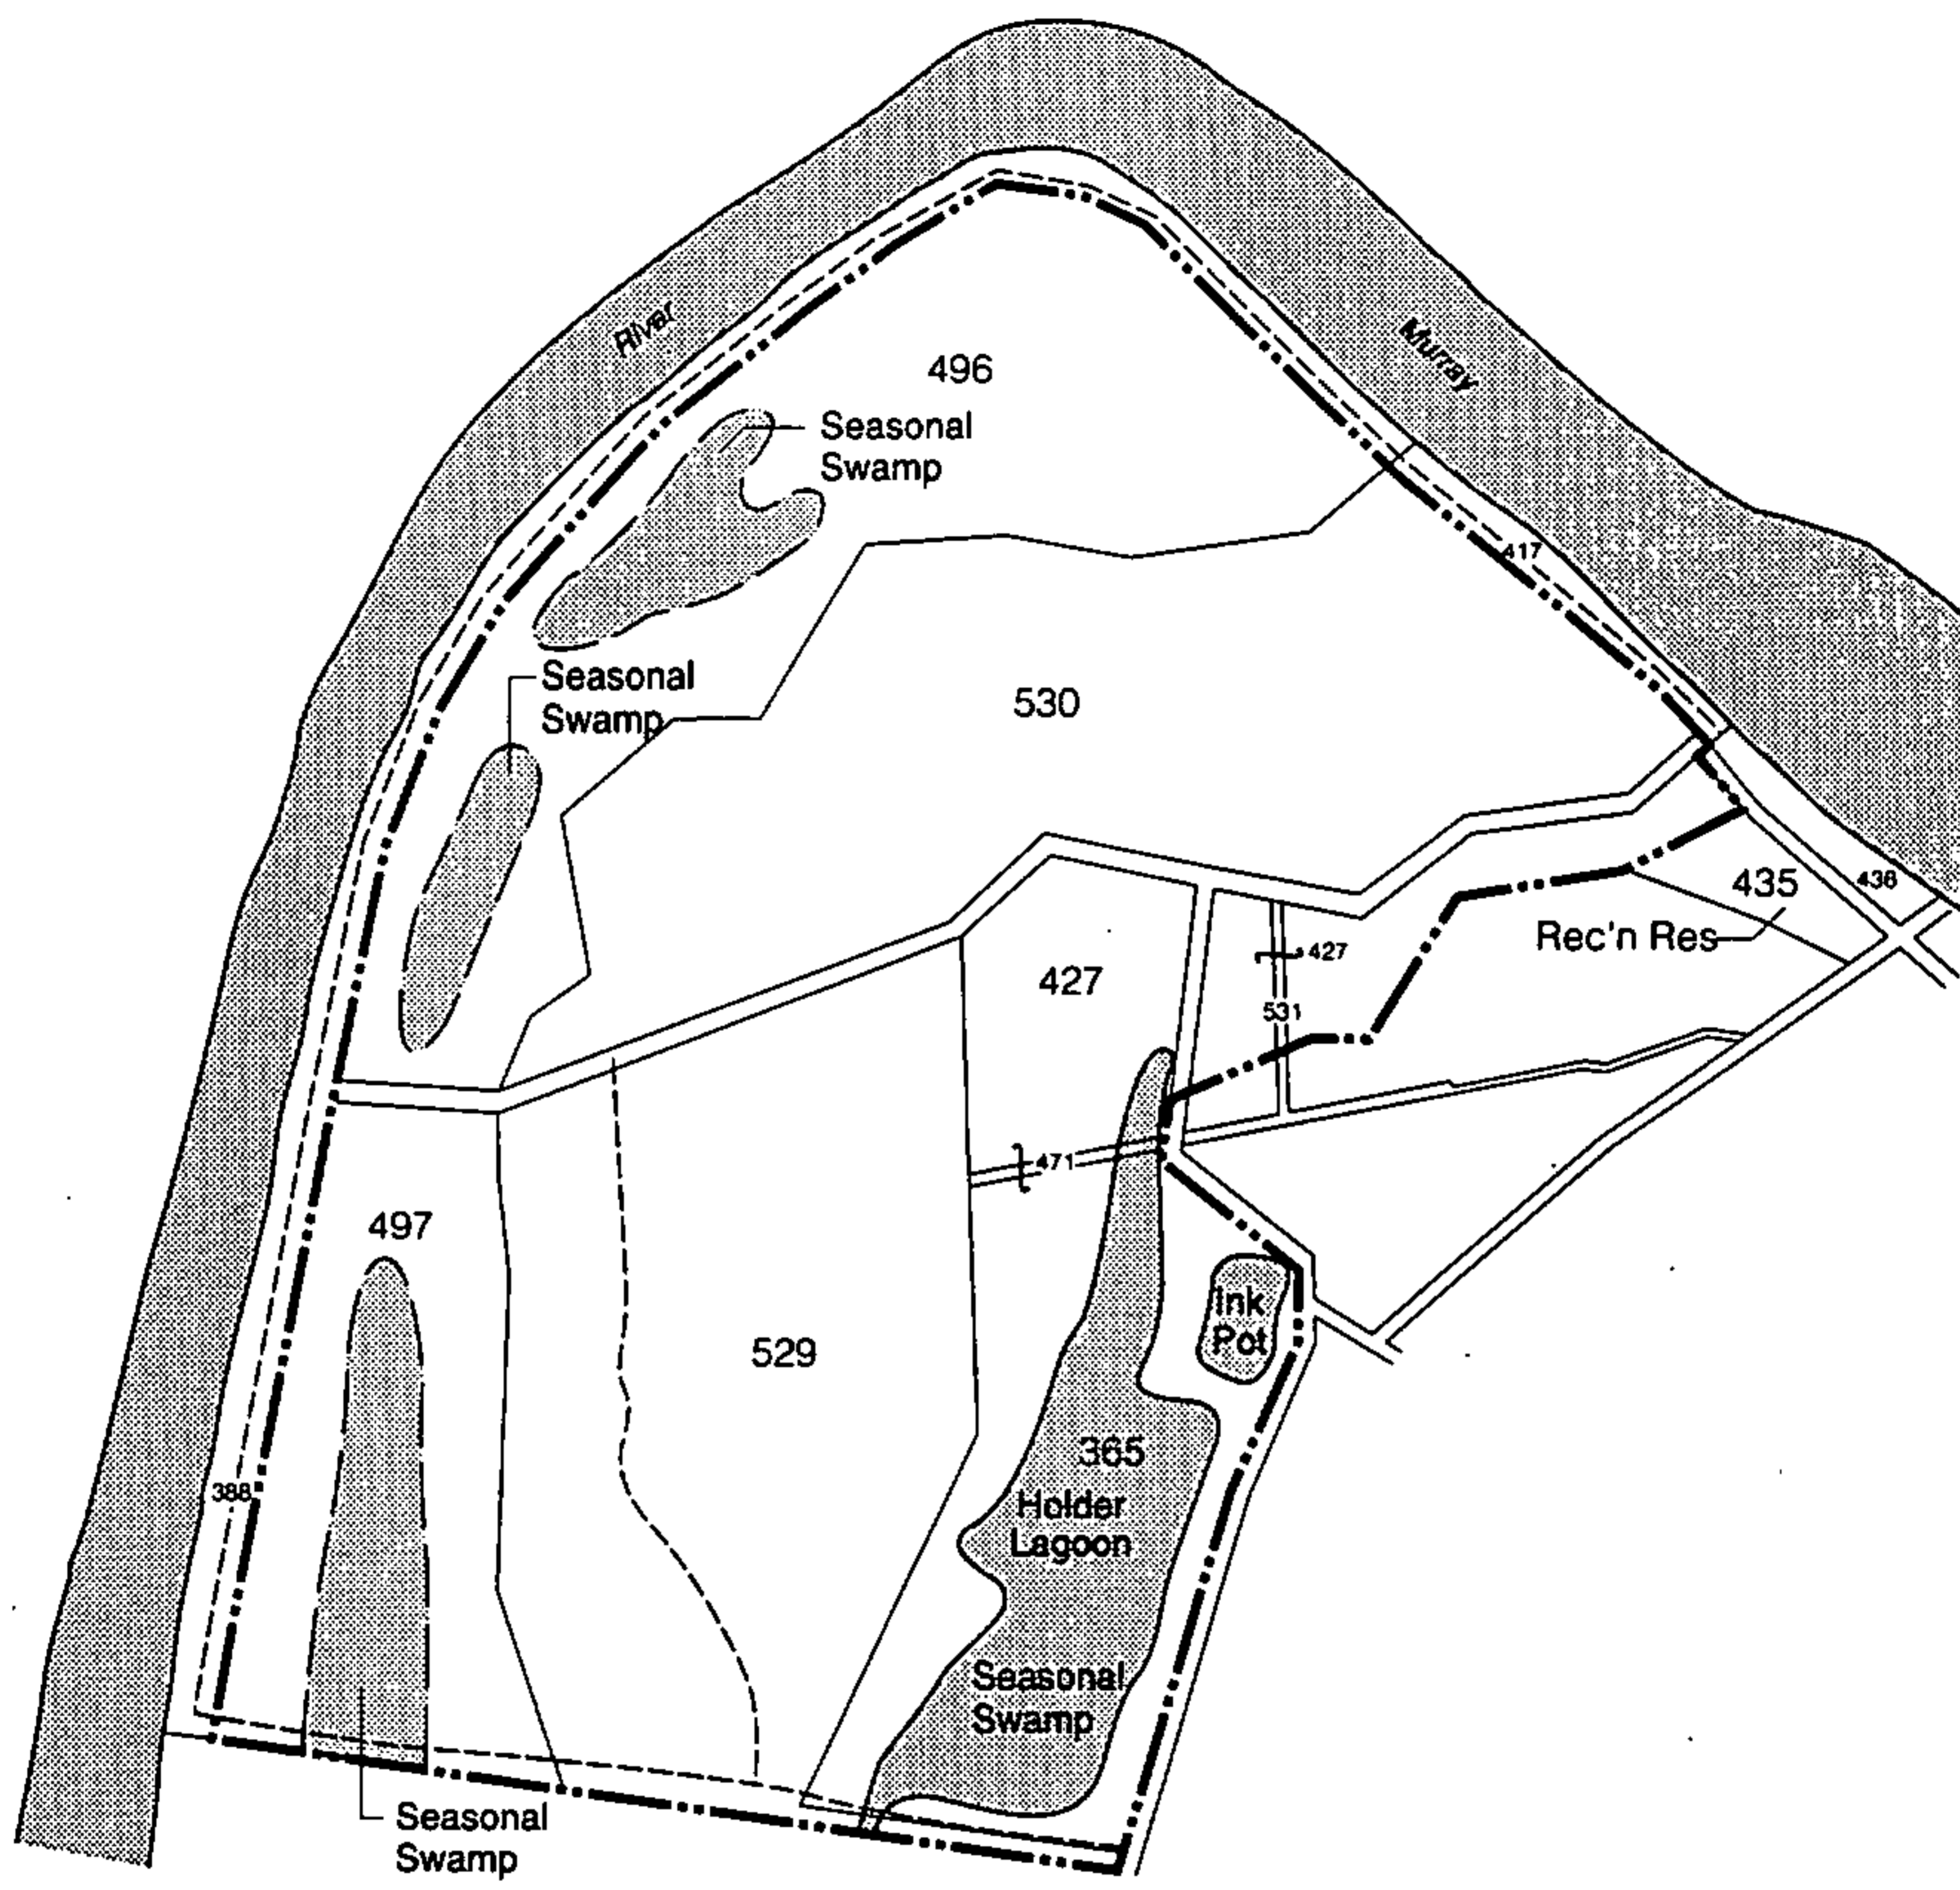 River
Murray
496
Seasonal
Swamp
417
Seasonal
Swamp
530
435
436
Rec'n Res
427
427
531
471
497
Ink
Pot
529
365
Holder
Lagoon
388
Seasonal
Swamp
Seasonal
Swamp